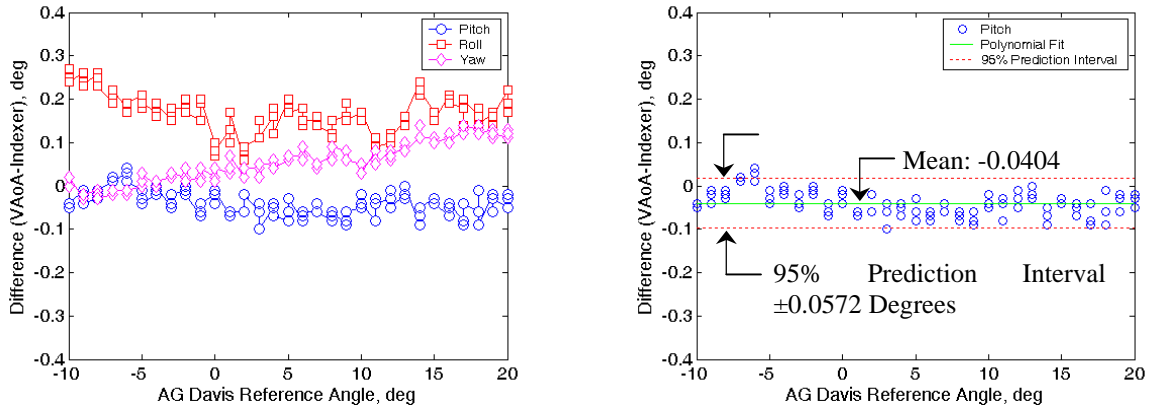 0.4
0.3
0.2
0.1
0
-0.1
-0.2
-0.3
-0.4
Difference (VAoA-Indexer), deg
Pitch
Roll
Yaw
-10
-5
0
5
10
15
20
AG Davis Reference Angle, deg
0.4
0.3
0.2
0.1
0
-0.1
-0.2
-0.3
-0.4
Difference (VAoA-Indexer), deg
Pitch
Polynomial Fit
95% Prediction Interval
Mean: -0.0404
95% Prediction Interval
±0.0572 Degrees
-10
-5
0
5
10
15
20
AG Davis Reference Angle, deg